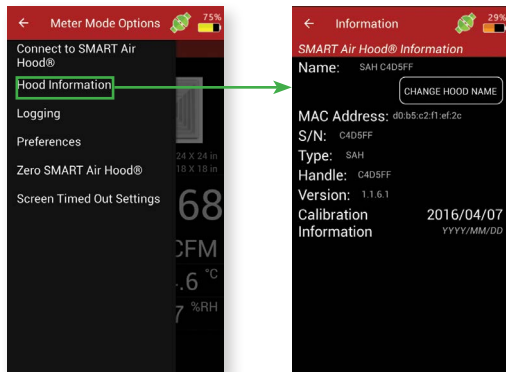 ← Meter Mode Options 75%
Connect to SMART Air
Hood®
Hood Information
Logging
Preferences
24 X 24 in
Zero SMART Air Hood®
18 X 18 in
Screen Timed Out Settings
68
CFM
.6 °C
7 %RH
← Information 29%
SMART Air Hood® Information
Name: SAH C4D5FF
CHANGE HOOD NAME
MAC Address: d0:b5:c2:f1:ef:2c
S/N: C4D5FF
Type: SAH
Handle: C4D5FF
Version: 1.1.6.1
Calibration 2016/04/07
Information YYYY/MM/DD